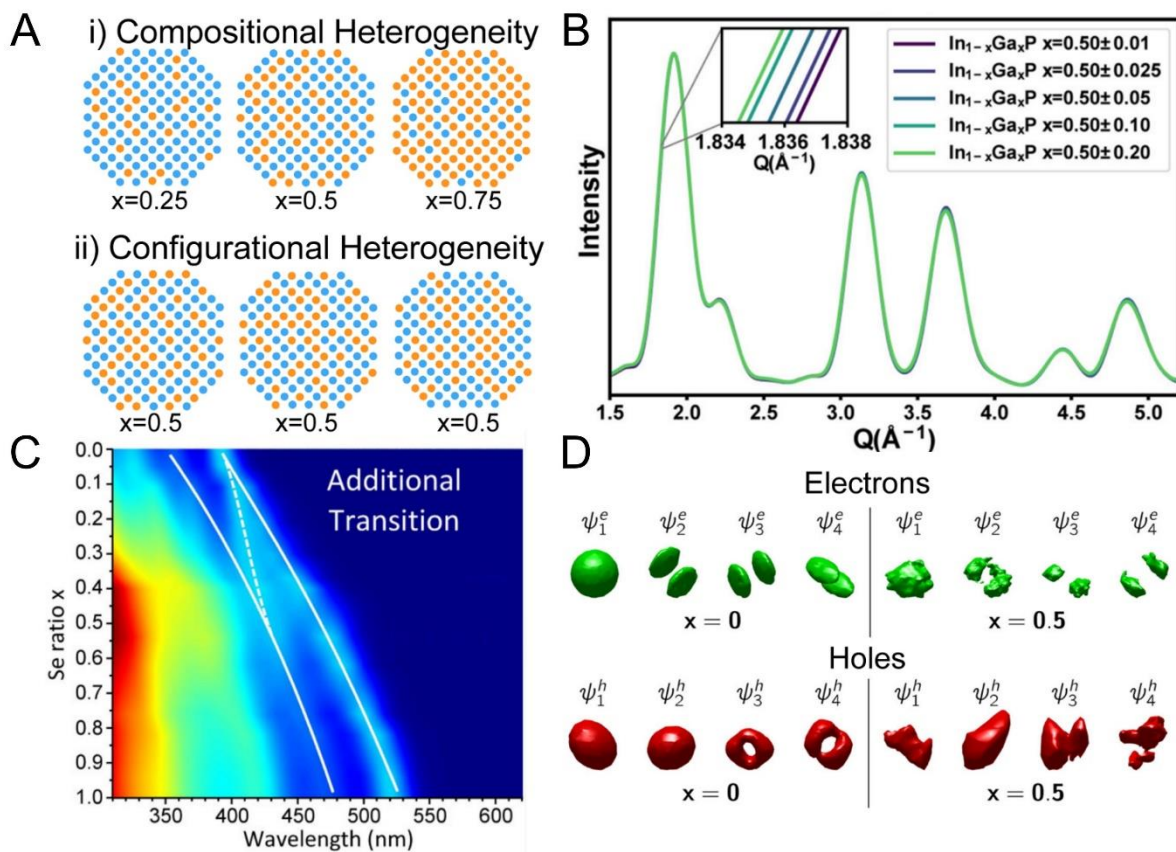 A
i) Compositional Heterogeneity
x=0.25 x=0.5 x=0.75
ii) Configurational Heterogeneity
x=0.5 x=0.5 x=0.5
B
Intensity
1.834 1.836 1.838
Q(Å⁻¹)
In₁₋ₓGaₓP x=0.50±0.01
In₁₋ₓGaₓP x=0.50±0.025
In₁₋ₓGaₓP x=0.50±0.05
In₁₋ₓGaₓP x=0.50±0.10
In₁₋ₓGaₓP x=0.50±0.20
1.5 2.0 2.5 3.0 3.5 4.0 4.5 5.0
Q(Å⁻¹)
C
Se ratio x
0.0
0.1
0.2
0.3
0.4
0.5
0.6
0.7
0.8
0.9
1.0
Additional
Transition
350 400 450 500 550 600
Wavelength (nm)
D
Electrons
ψ₁ᵉ ψ₂ᵉ ψ₃ᵉ ψ₄ᵉ ψ₁ᵉ ψ₂ᵉ ψ₃ᵉ ψ₄ᵉ
x = 0 x = 0.5
Holes
ψ₁ʰ ψ₂ʰ ψ₃ʰ ψ₄ʰ ψ₁ʰ ψ₂ʰ ψ₃ʰ ψ₄ʰ
x = 0 x = 0.5